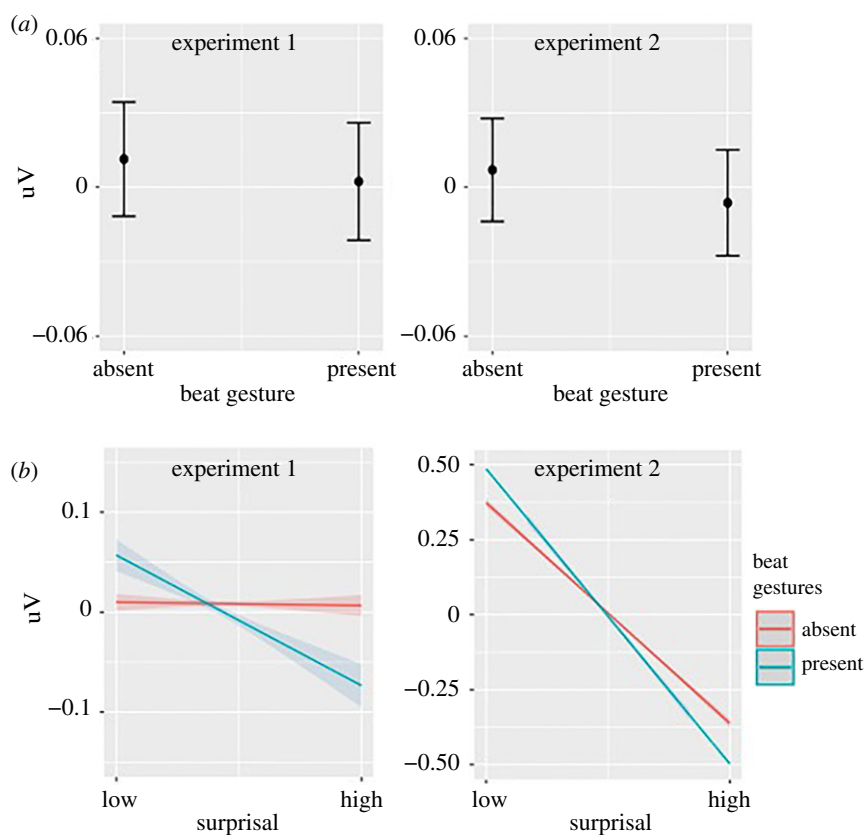 (a)
0.06
0
−0.06
uV
experiment 1
absent
present
beat gesture
0.06
0
−0.06
experiment 2
absent
present
beat gesture
(b)
0.1
0
−0.1
uV
experiment 1
low
high
surprisal
0.50
0.25
0
−0.25
−0.50
experiment 2
low
high
surprisal
beat
gestures
absent
present